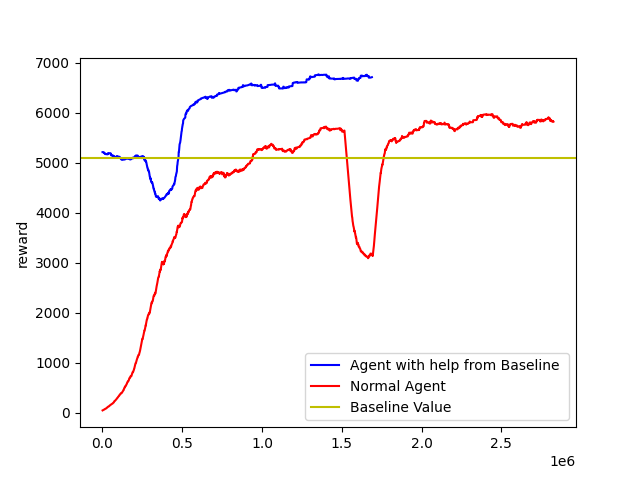 7000
6000
5000
4000
3000
2000
1000
0
reward
0.0 0.5 1.0 1.5 2.0 2.5
1e6
Agent with help from Baseline
Normal Agent
Baseline Value